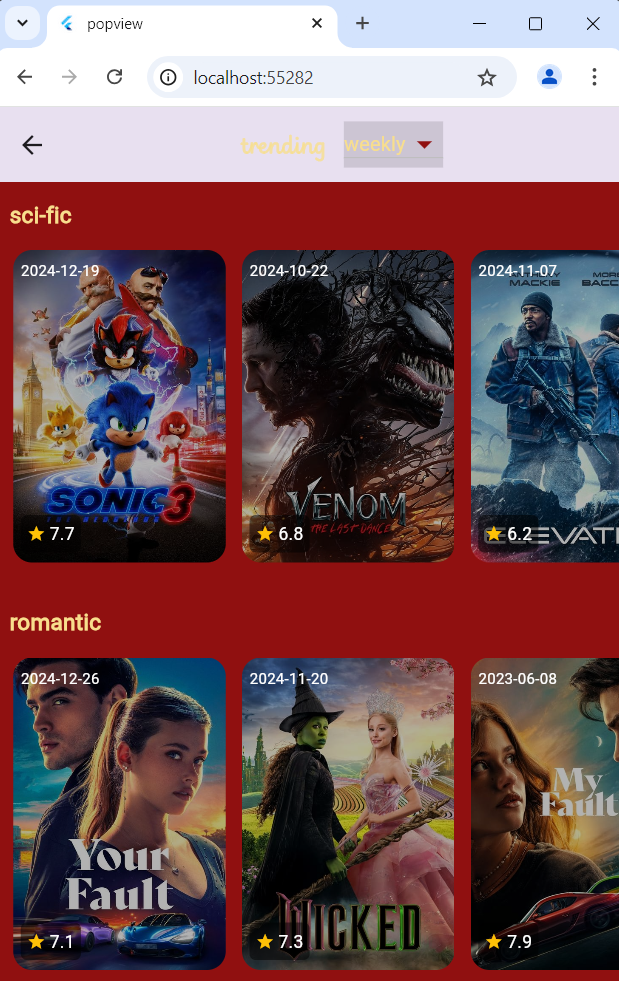 popview
localhost:55282
trending weekly
sci-fic
2024-12-19
SONIC 3
7.7
2024-10-22
VENOM
THE LAST DANCE
6.8
2024-11-07
MACKIE
BACC
ELEVATI
6.2
romantic
2024-12-26
Your
Fault
7.1
2024-11-20
WICKED
7.3
2023-06-08
My
Fault
7.9